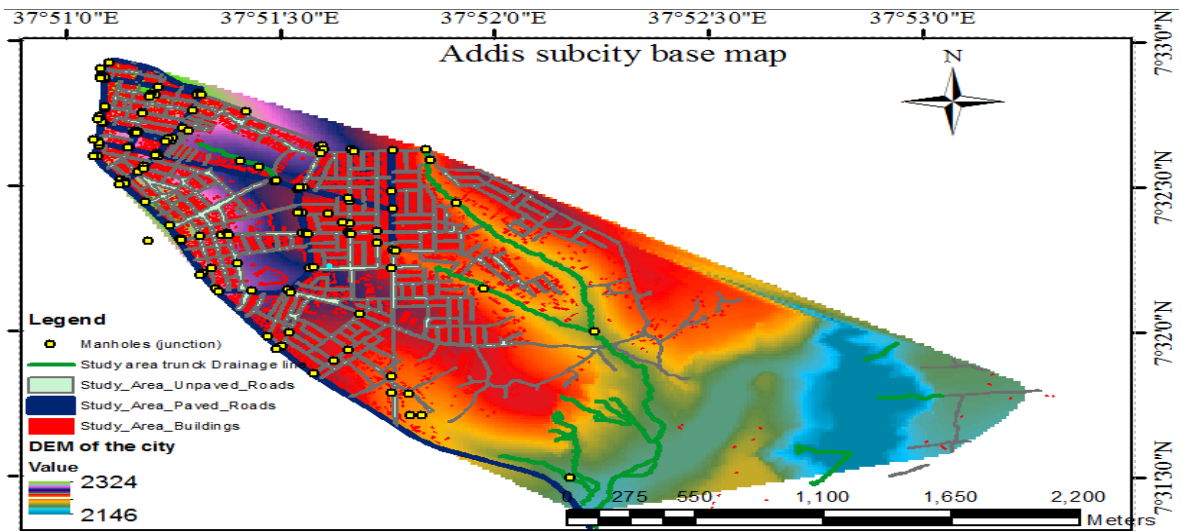 37°51'0"E 37°51'30"E 37°52'0"E 37°52'30"E 37°53'0"E
Addis subcity base map
N
7°33'0"N
7°32'30"N
7°32'0"N
7°31'30"N
Legend
Manholes (junction)
Study area trunck Drainage line
Study_Area_Unpaved_Roads
Study_Area_Paved_Roads
Study_Area_Buildings
DEM of the city
Value
2324
2146
0 275 550 1,100 1,650 2,200
Meters